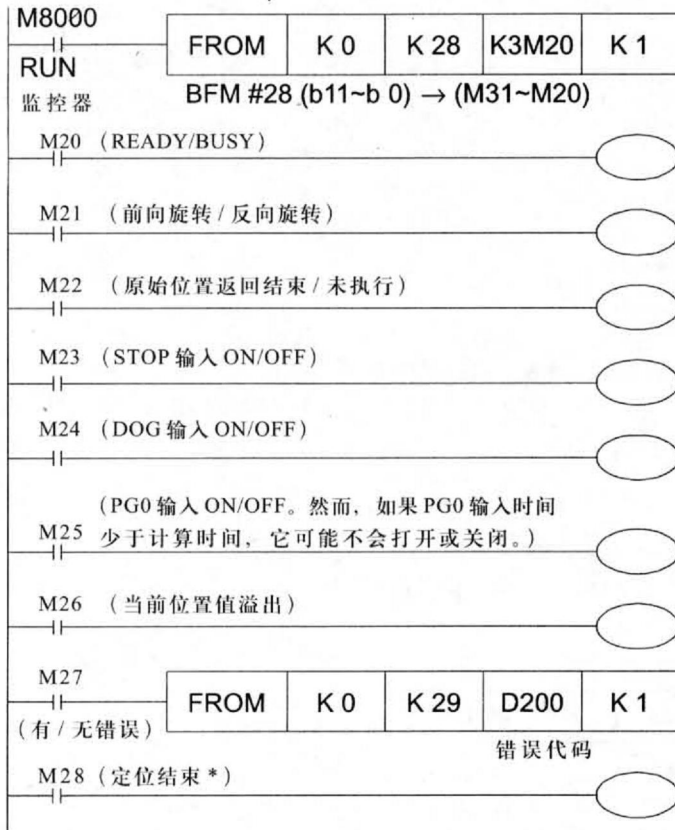 M8000
FROM K 0 K 28 K3M20 K 1
RUN
监控器
BFM #28 (b11~b 0) → (M31~M20)
M20 (READY/BUSY)
M21 (前向旋转 / 反向旋转)
M22 (原始位置返回结束 / 未执行)
M23 (STOP 输入 ON/OFF)
M24 (DOG 输入 ON/OFF)
(PG0 输入 ON/OFF。然而, 如果 PG0 输入时间
M25 少于计算时间, 它可能不会打开或关闭。)
M26 (当前位置值溢出)
M27
FROM K 0 K 29 D200 K 1
(有 / 无错误)
错误代码
M28 (定位结束 *)